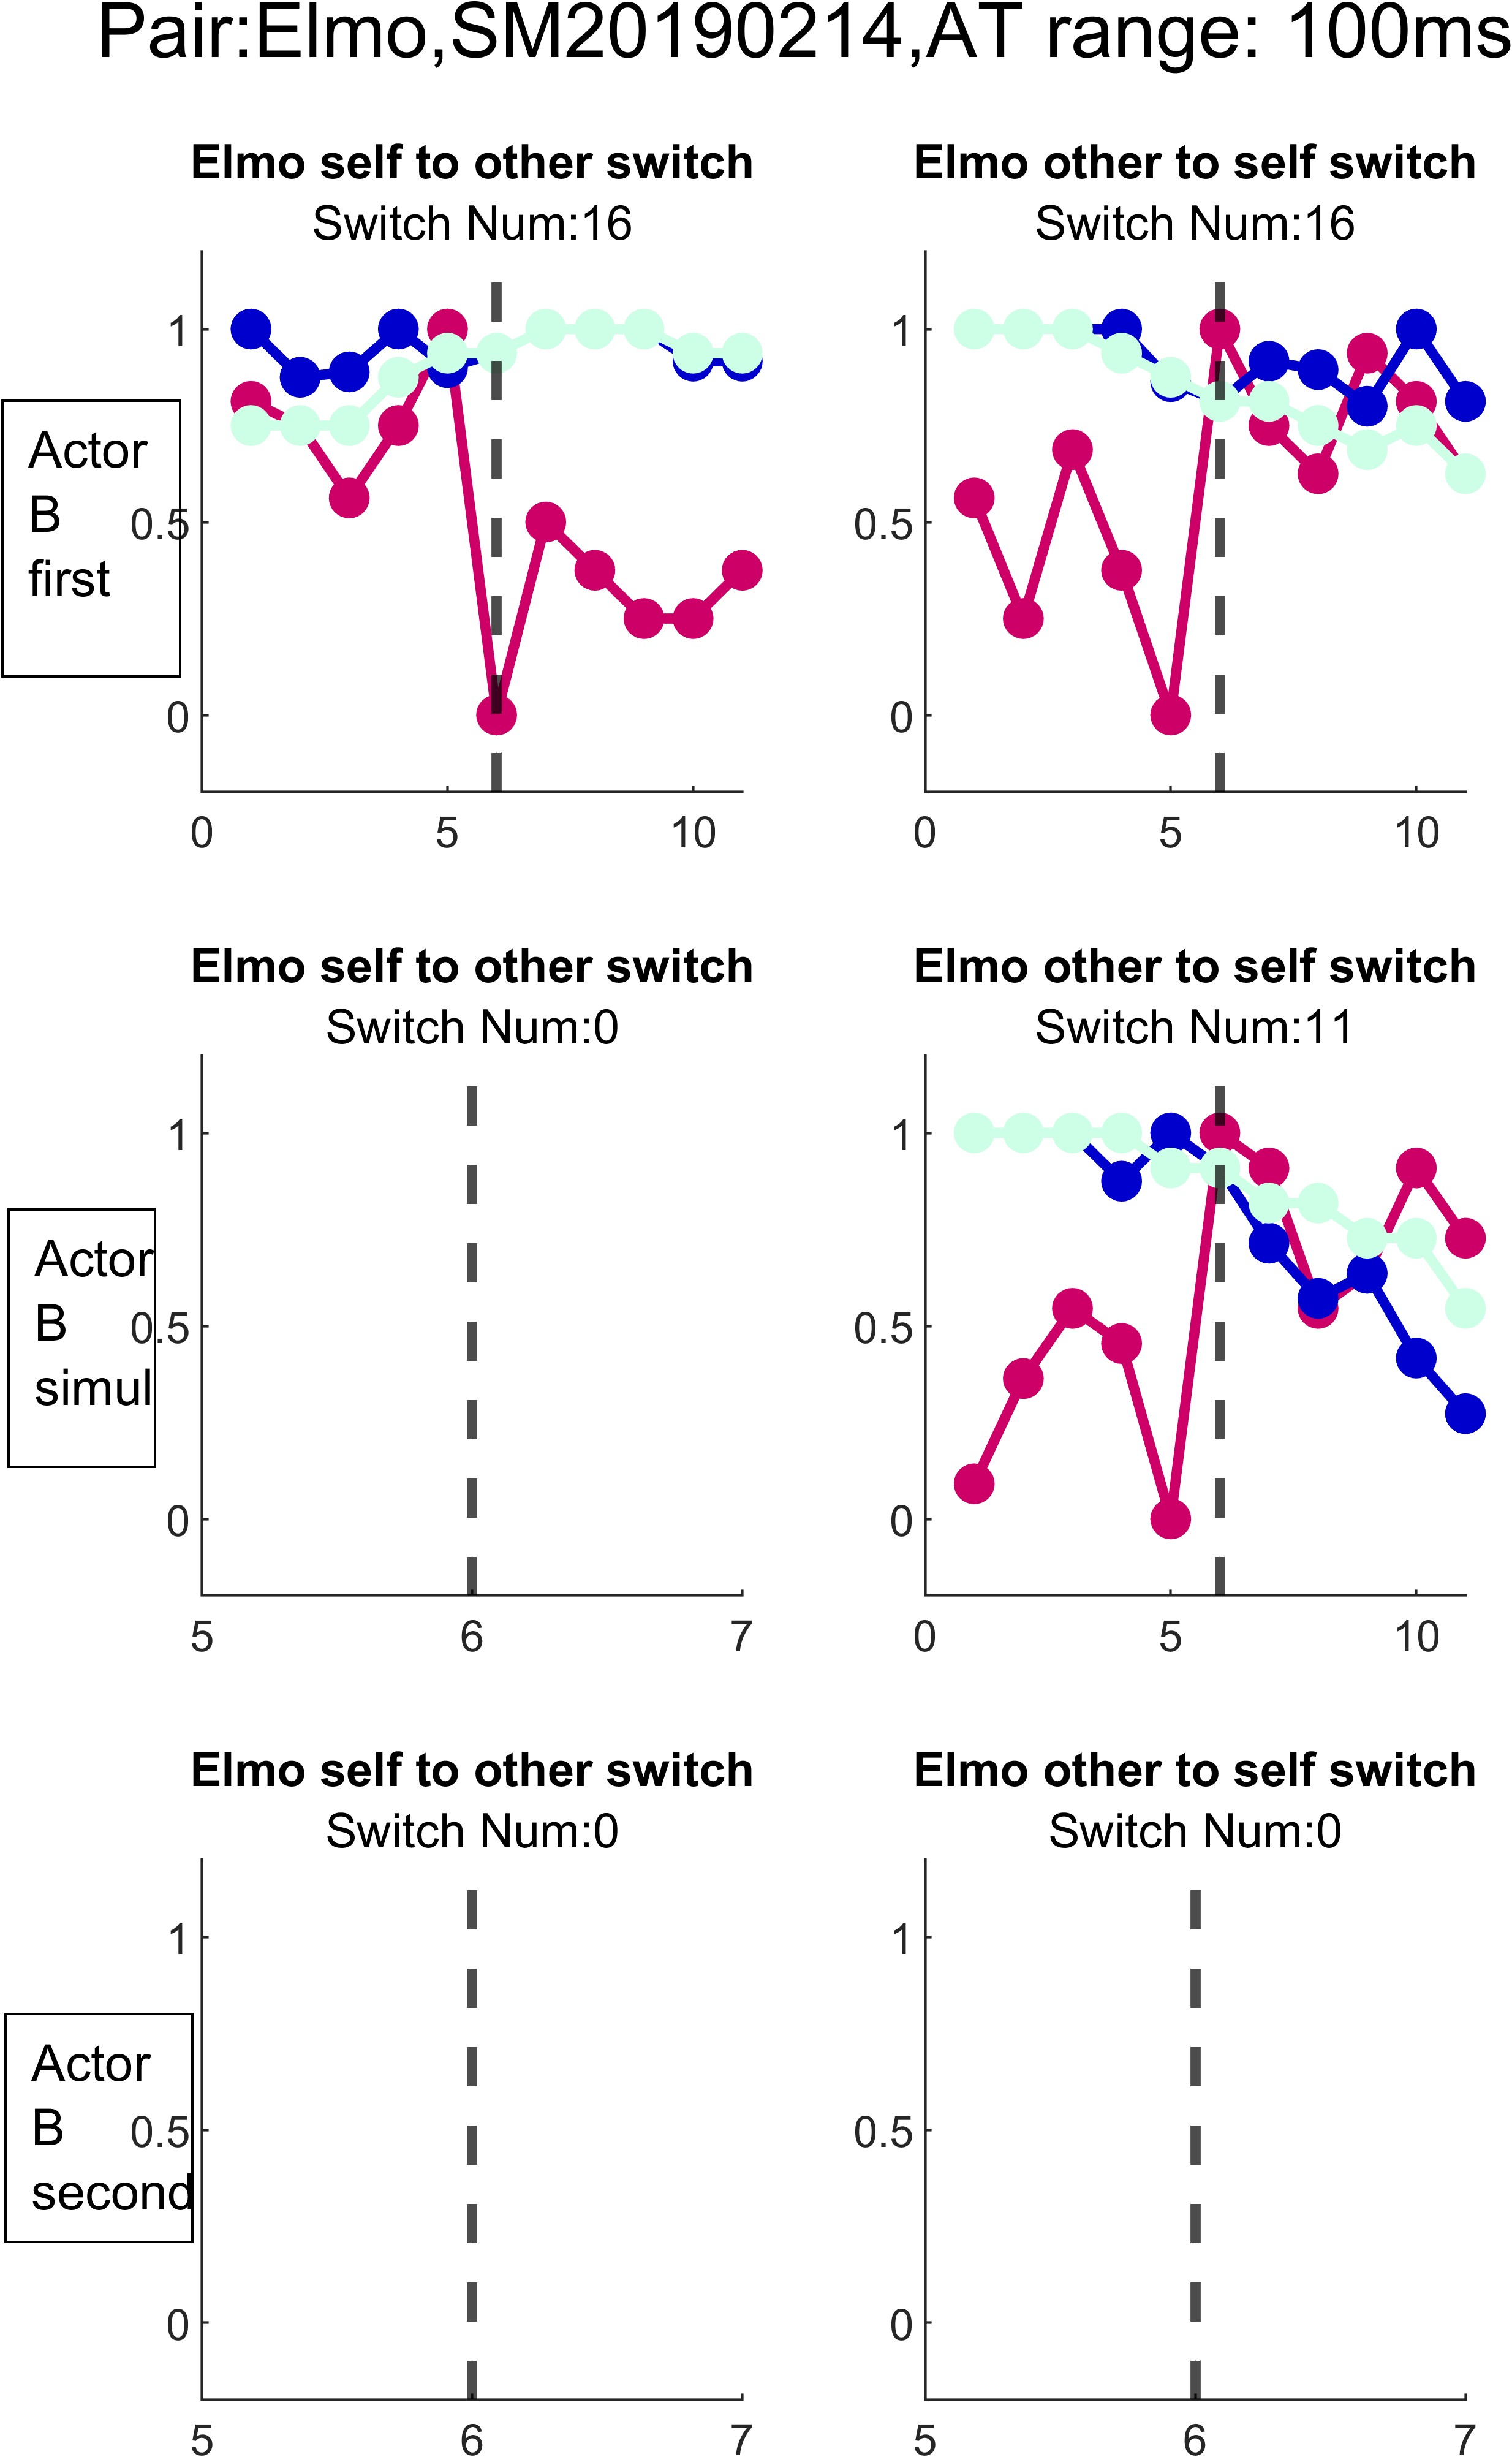 Pair:Elmo,SM20190214,AT range: 100ms
Elmo self to other switch
Switch Num:16
1
0.5
0
0 5 10
Actor
B
first
Elmo other to self switch
Switch Num:16
1
0.5
0
0 5 10
Elmo self to other switch
Switch Num:0
1
0.5
0
5 6 7
Actor
B
simul
Elmo other to self switch
Switch Num:11
1
0.5
0
0 5 10
Elmo self to other switch
Switch Num:0
1
0.5
0
5 6 7
Actor
B
second
Elmo other to self switch
Switch Num:0
1
0.5
0
5 6 7